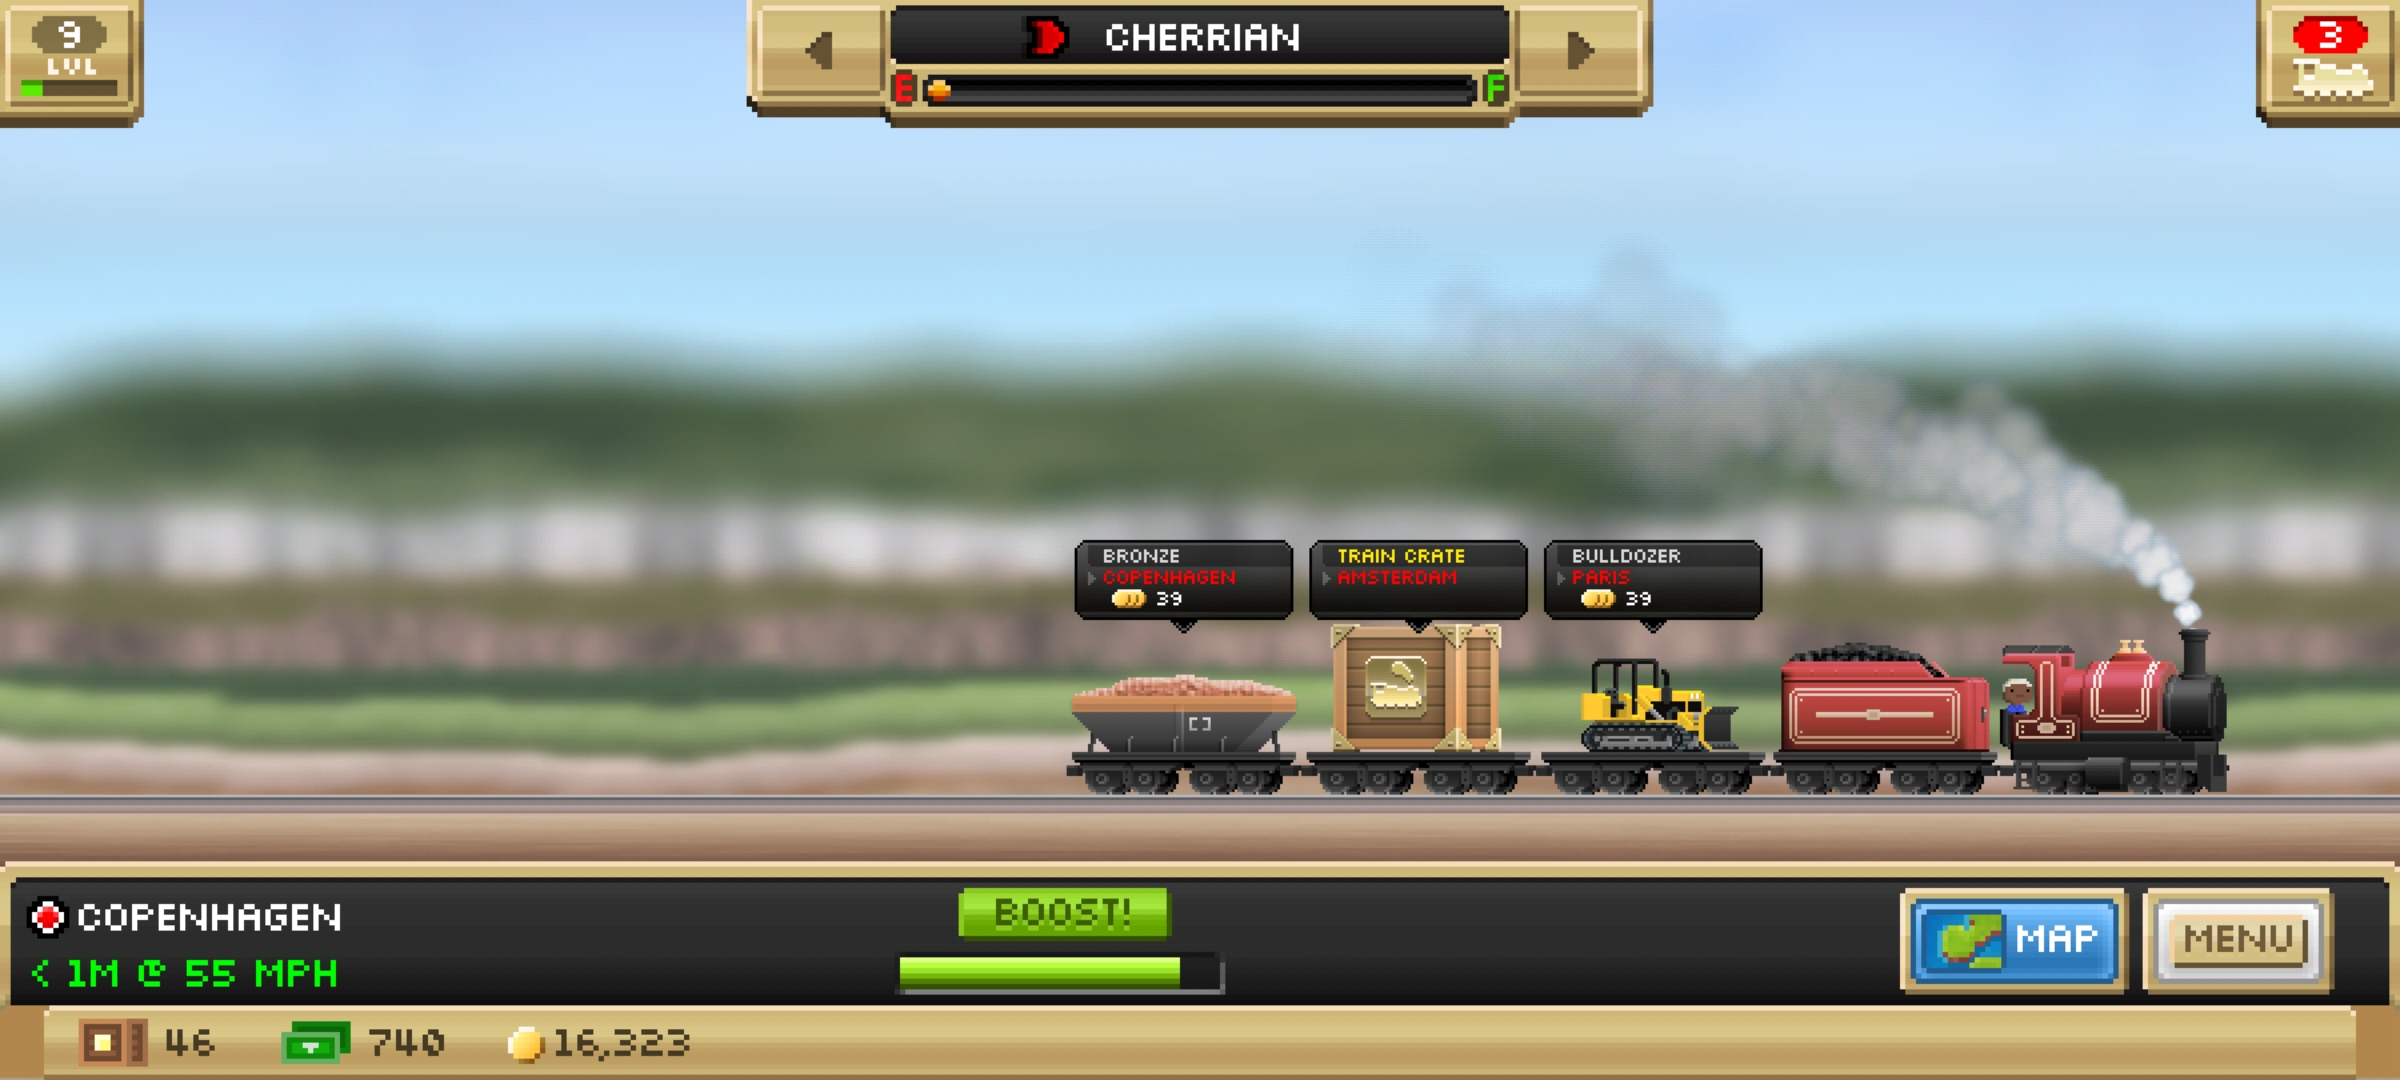 9
LVL
CHERRIAN
E F
3
BRONZE
COPENHAGEN
39
TRAIN CRATE
AMSTERDAM
BULLDOZER
PARIS
39
[]
COPENHAGEN
< 1M @ 55 MPH
BOOST!
MAP
MENU
46
740
16,323